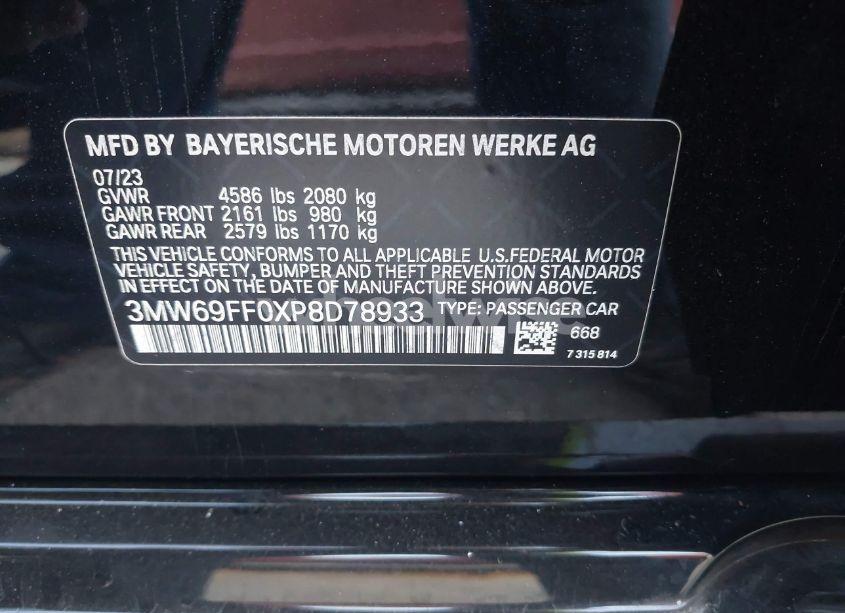 MFD BY BAYERISCHE MOTOREN WERKE AG
07/23
GVWR 4586 lbs 2080 kg
GAWR FRONT 2161 lbs 980 kg
GAWR REAR 2579 lbs 1170 kg
THIS VEHICLE CONFORMS TO ALL APPLICABLE U.S.FEDERAL MOTOR
VEHICLE SAFETY, BUMPER AND THEFT PREVENTION STANDARDS
IN EFFECT ON THE DATE OF MANUFACTURE SHOWN ABOVE.
3MW69FF0XP8D78933 TYPE: PASSENGER CAR
668
7 315 814